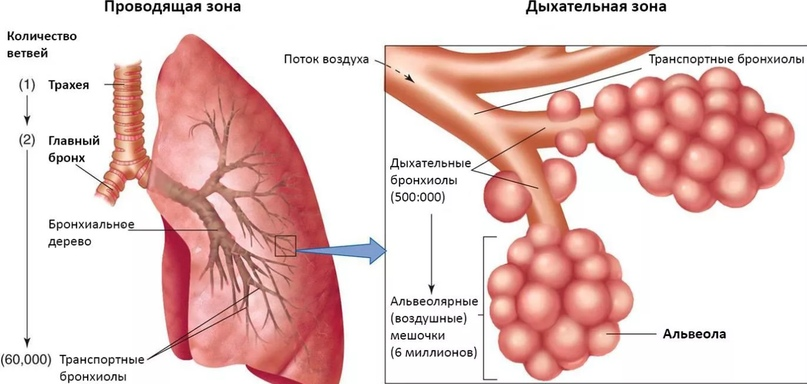 Проводящая зона
Количество
ветвей
(1)
Трахея
(2)
Главный
бронх
Бронхиальное
дерево
(60,000)
Транспортные
бронхиолы
Дыхательная зона
Поток воздуха
Транспортные бронхиолы
Дыхательные
бронхиолы
(500:000)
Альвеолярные
(воздушные)
мешочки
(6 миллионов)
Альвеола